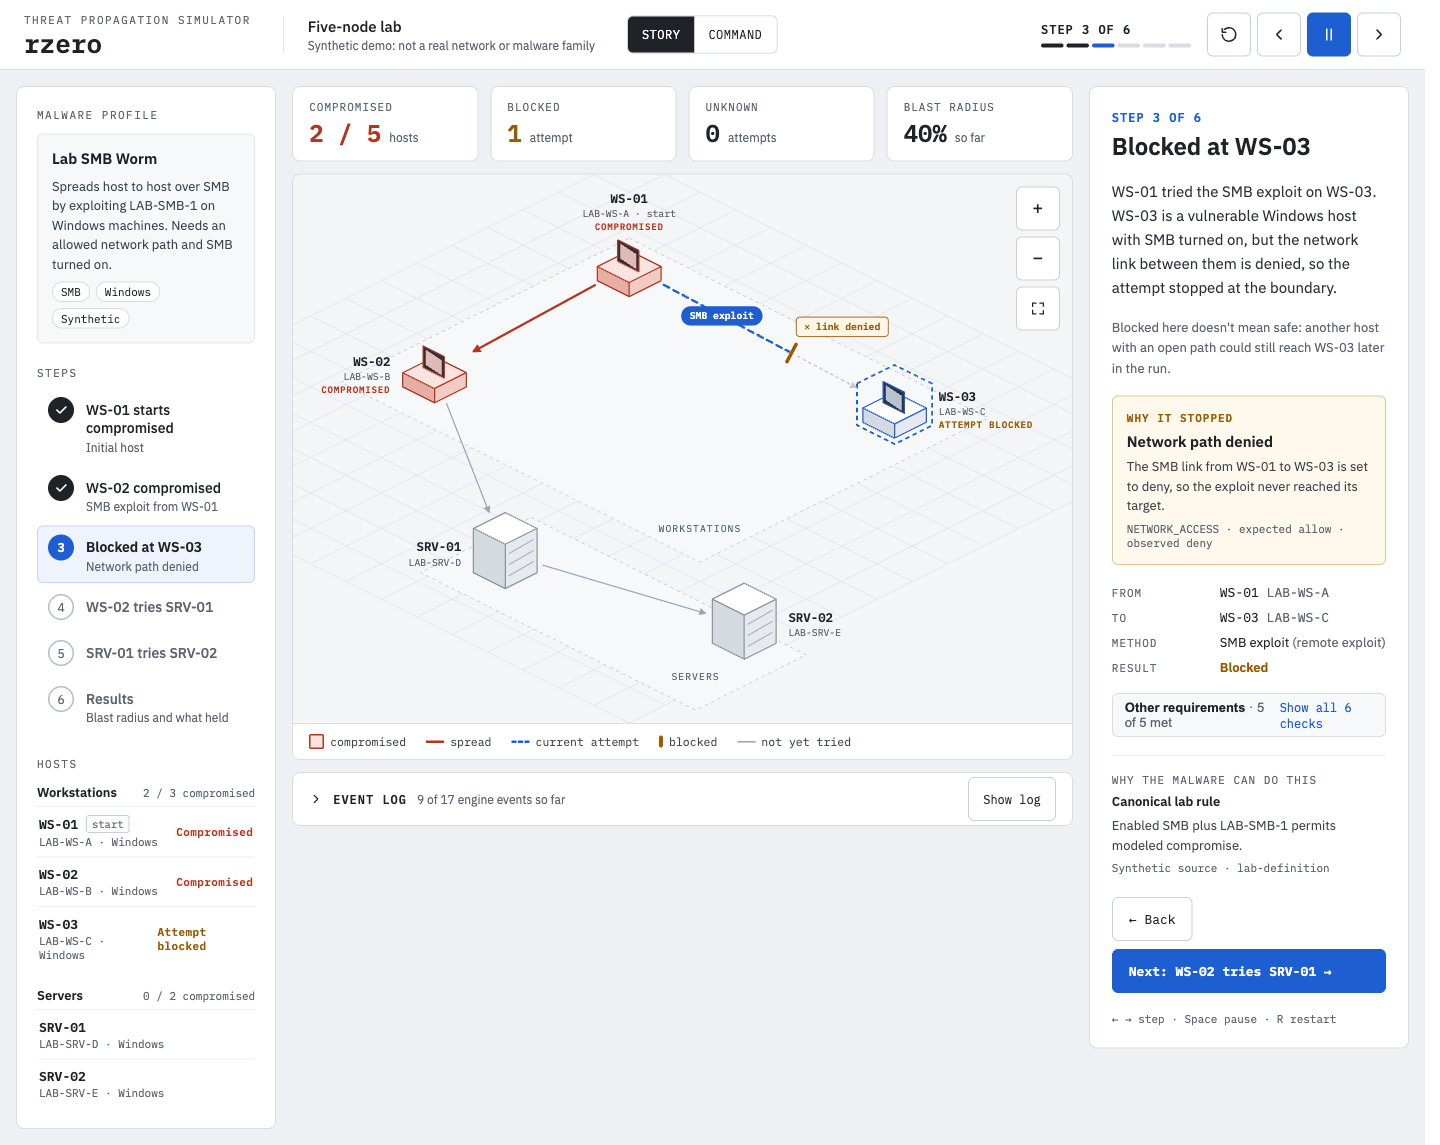 THREAT PROPAGATION SIMULATOR
rzero
Five-node lab
Synthetic demo: not a real network or malware family
STORY
COMMAND
STEP 3 OF 6
MALWARE PROFILE
Lab SMB Worm
Spreads host to host over SMB
by exploiting LAB-SMB-1 on
Windows machines. Needs an
allowed network path and SMB
turned on.
SMB
Windows
Synthetic
STEPS
WS-01 starts
compromised
Initial host
WS-02 compromised
SMB exploit from WS-01
3
Blocked at WS-03
Network path denied
4
WS-02 tries SRV-01
5
SRV-01 tries SRV-02
6
Results
Blast radius and what held
HOSTS
Workstations 2 / 3 compromised
WS-01 start
LAB-WS-A · Windows
Compromised
WS-02
LAB-WS-B · Windows
Compromised
WS-03
LAB-WS-C ·
Windows
Attempt
blocked
Servers 0 / 2 compromised
SRV-01
LAB-SRV-D · Windows
SRV-02
LAB-SRV-E · Windows
COMPROMISED
2 / 5 hosts
BLOCKED
1 attempt
UNKNOWN
0 attempts
BLAST RADIUS
40% so far
WS-01
LAB-WS-A · start
COMPROMISED
+
−
SMB exploit
× link denied
WS-02
LAB-WS-B
COMPROMISED
WS-03
LAB-WS-C
ATTEMPT BLOCKED
WORKSTATIONS
SRV-01
LAB-SRV-D
SRV-02
LAB-SRV-E
SERVERS
compromised
spread
current attempt
blocked
not yet tried
EVENT LOG 9 of 17 engine events so far
Show log
STEP 3 OF 6
Blocked at WS-03
WS-01 tried the SMB exploit on WS-03.
WS-03 is a vulnerable Windows host
with SMB turned on, but the network
link between them is denied, so the
attempt stopped at the boundary.
Blocked here doesn't mean safe: another host
with an open path could still reach WS-03 later
in the run.
WHY IT STOPPED
Network path denied
The SMB link from WS-01 to WS-03 is set
to deny, so the exploit never reached its
target.
NETWORK_ACCESS · expected allow ·
observed deny
FROM WS-01 LAB-WS-A
TO WS-03 LAB-WS-C
METHOD SMB exploit (remote exploit)
RESULT Blocked
Other requirements · 5
of 5 met
Show all 6
checks
WHY THE MALWARE CAN DO THIS
Canonical lab rule
Enabled SMB plus LAB-SMB-1 permits
modeled compromise.
Synthetic source · lab-definition
← Back
Next: WS-02 tries SRV-01 →
← → step · Space pause · R restart